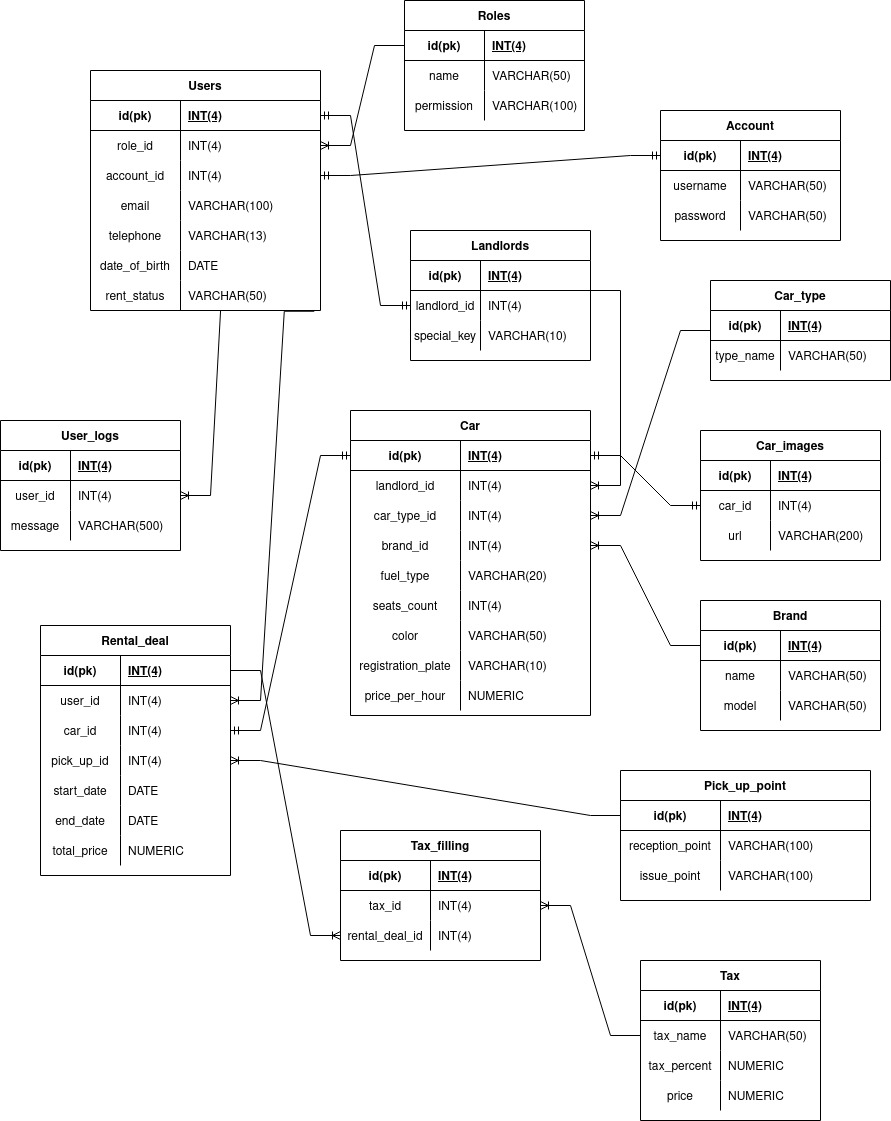 Roles
id(pk) INT(4)
name VARCHAR(50)
permission VARCHAR(100)
Users
id(pk) INT(4)
role_id INT(4)
account_id INT(4)
email VARCHAR(100)
telephone VARCHAR(13)
date_of_birth DATE
rent_status VARCHAR(50)
Account
id(pk) INT(4)
username VARCHAR(50)
password VARCHAR(50)
Landlords
id(pk) INT(4)
landlord_id INT(4)
special_key VARCHAR(10)
Car_type
id(pk) INT(4)
type_name VARCHAR(50)
User_logs
id(pk) INT(4)
user_id INT(4)
message VARCHAR(500)
Car
id(pk) INT(4)
landlord_id INT(4)
car_type_id INT(4)
brand_id INT(4)
fuel_type VARCHAR(20)
seats_count INT(4)
color VARCHAR(50)
registration_plate VARCHAR(10)
price_per_hour NUMERIC
Car_images
id(pk) INT(4)
car_id INT(4)
url VARCHAR(200)
Brand
id(pk) INT(4)
name VARCHAR(50)
model VARCHAR(50)
Rental_deal
id(pk) INT(4)
user_id INT(4)
car_id INT(4)
pick_up_id INT(4)
start_date DATE
end_date DATE
total_price NUMERIC
Pick_up_point
id(pk) INT(4)
reception_point VARCHAR(100)
issue_point VARCHAR(100)
Tax_filling
id(pk) INT(4)
tax_id INT(4)
rental_deal_id INT(4)
Tax
id(pk) INT(4)
tax_name VARCHAR(50)
tax_percent NUMERIC
price NUMERIC